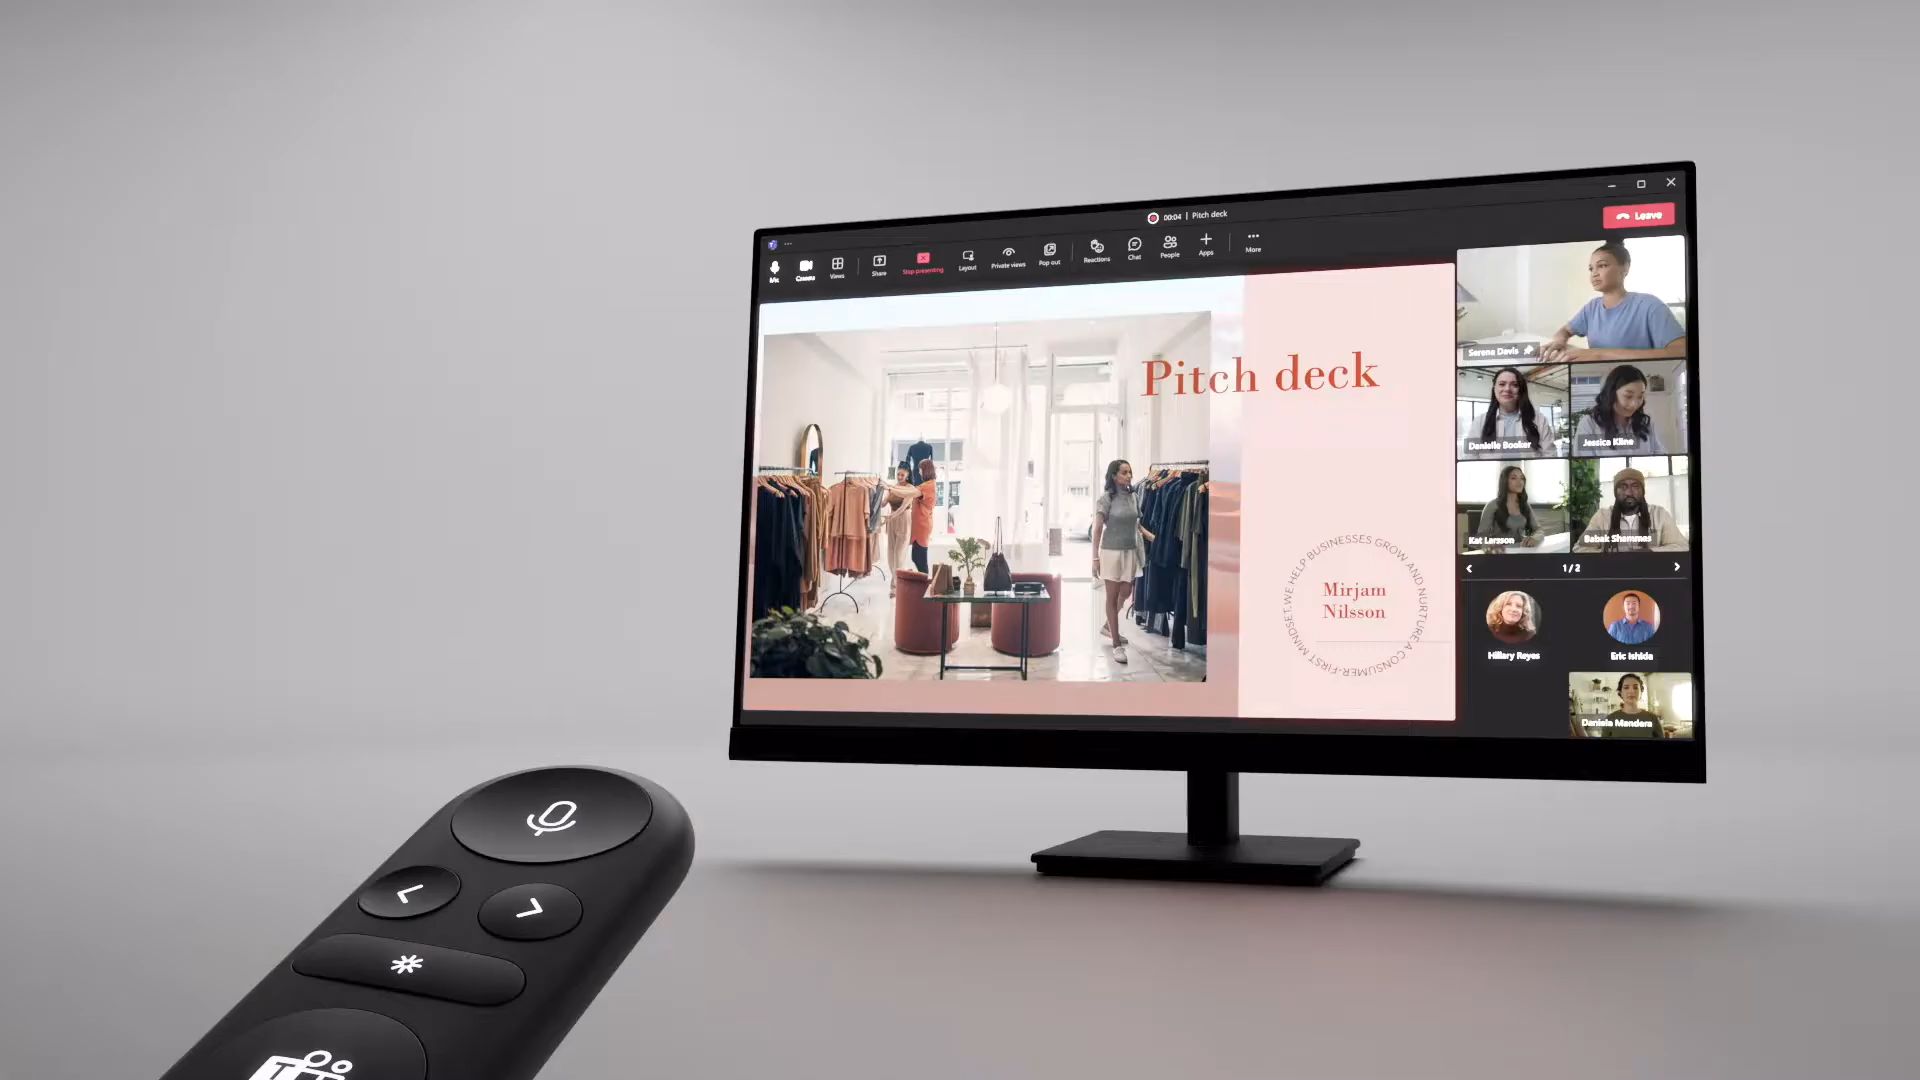 00:04 | Pitch deck
Leave
Mic
Camera
Views
Share
Stop presenting
Layout
Private views
Pop out
Reactions
Chat
People
Apps
More
Pitch deck
WE HELP BUSINESSES GROW AND NURTURE A CONSUMER-FIRST MINDSET.
Mirjam
Nilsson
Serena Davis
Danielle Booker
Jessica Kline
Kat Larsson
Babak Shammas
1/2
Hillary Reyes
Eric Ishida
Daniela Mandera
T